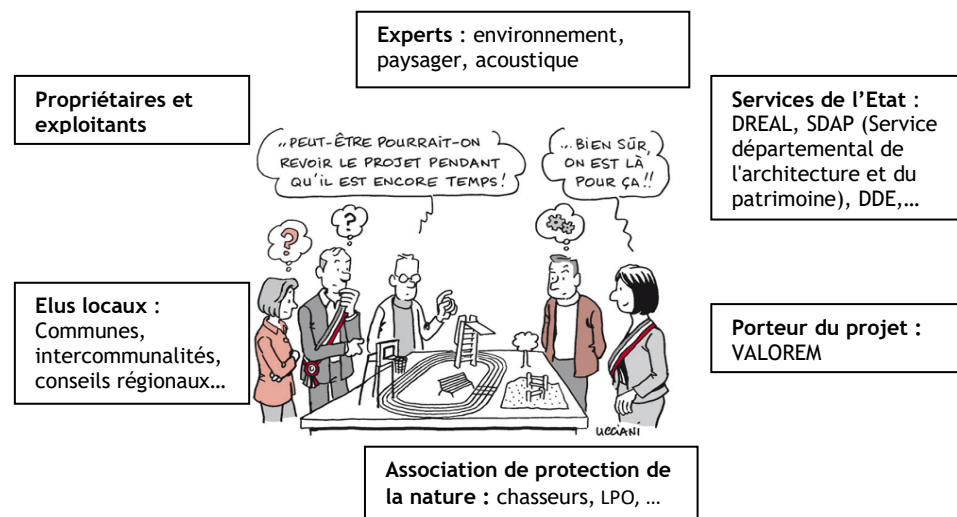 Experts : environnement,
paysager, acoustique
Propriétaires et
exploitants
Services de l'Etat :
DREAL, SDAP (Service
départemental de
l'architecture et du
patrimoine), DDE,…
„PEUT-ÊTRE POURRAIT-ON
REVOIR LE PROJET PENDANT
QU'IL EST ENCORE TEMPS!
...BIEN SÛR,
ON EST LÀ
POUR ÇA!!
?
?
Elus locaux :
Communes,
intercommunalités,
conseils régionaux…
Porteur du projet :
VALOREM
UCCIANI
Association de protection de
la nature : chasseurs, LPO, …